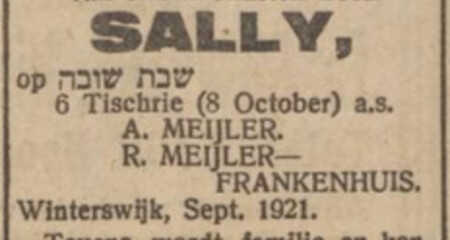 SALLY,
op שבת שובה
6 Tischrie (8 October) a.s.
A. MEIJLER.
R. MEIJLER—
FRANKENHUIS.
Winterswijk, Sept. 1921.